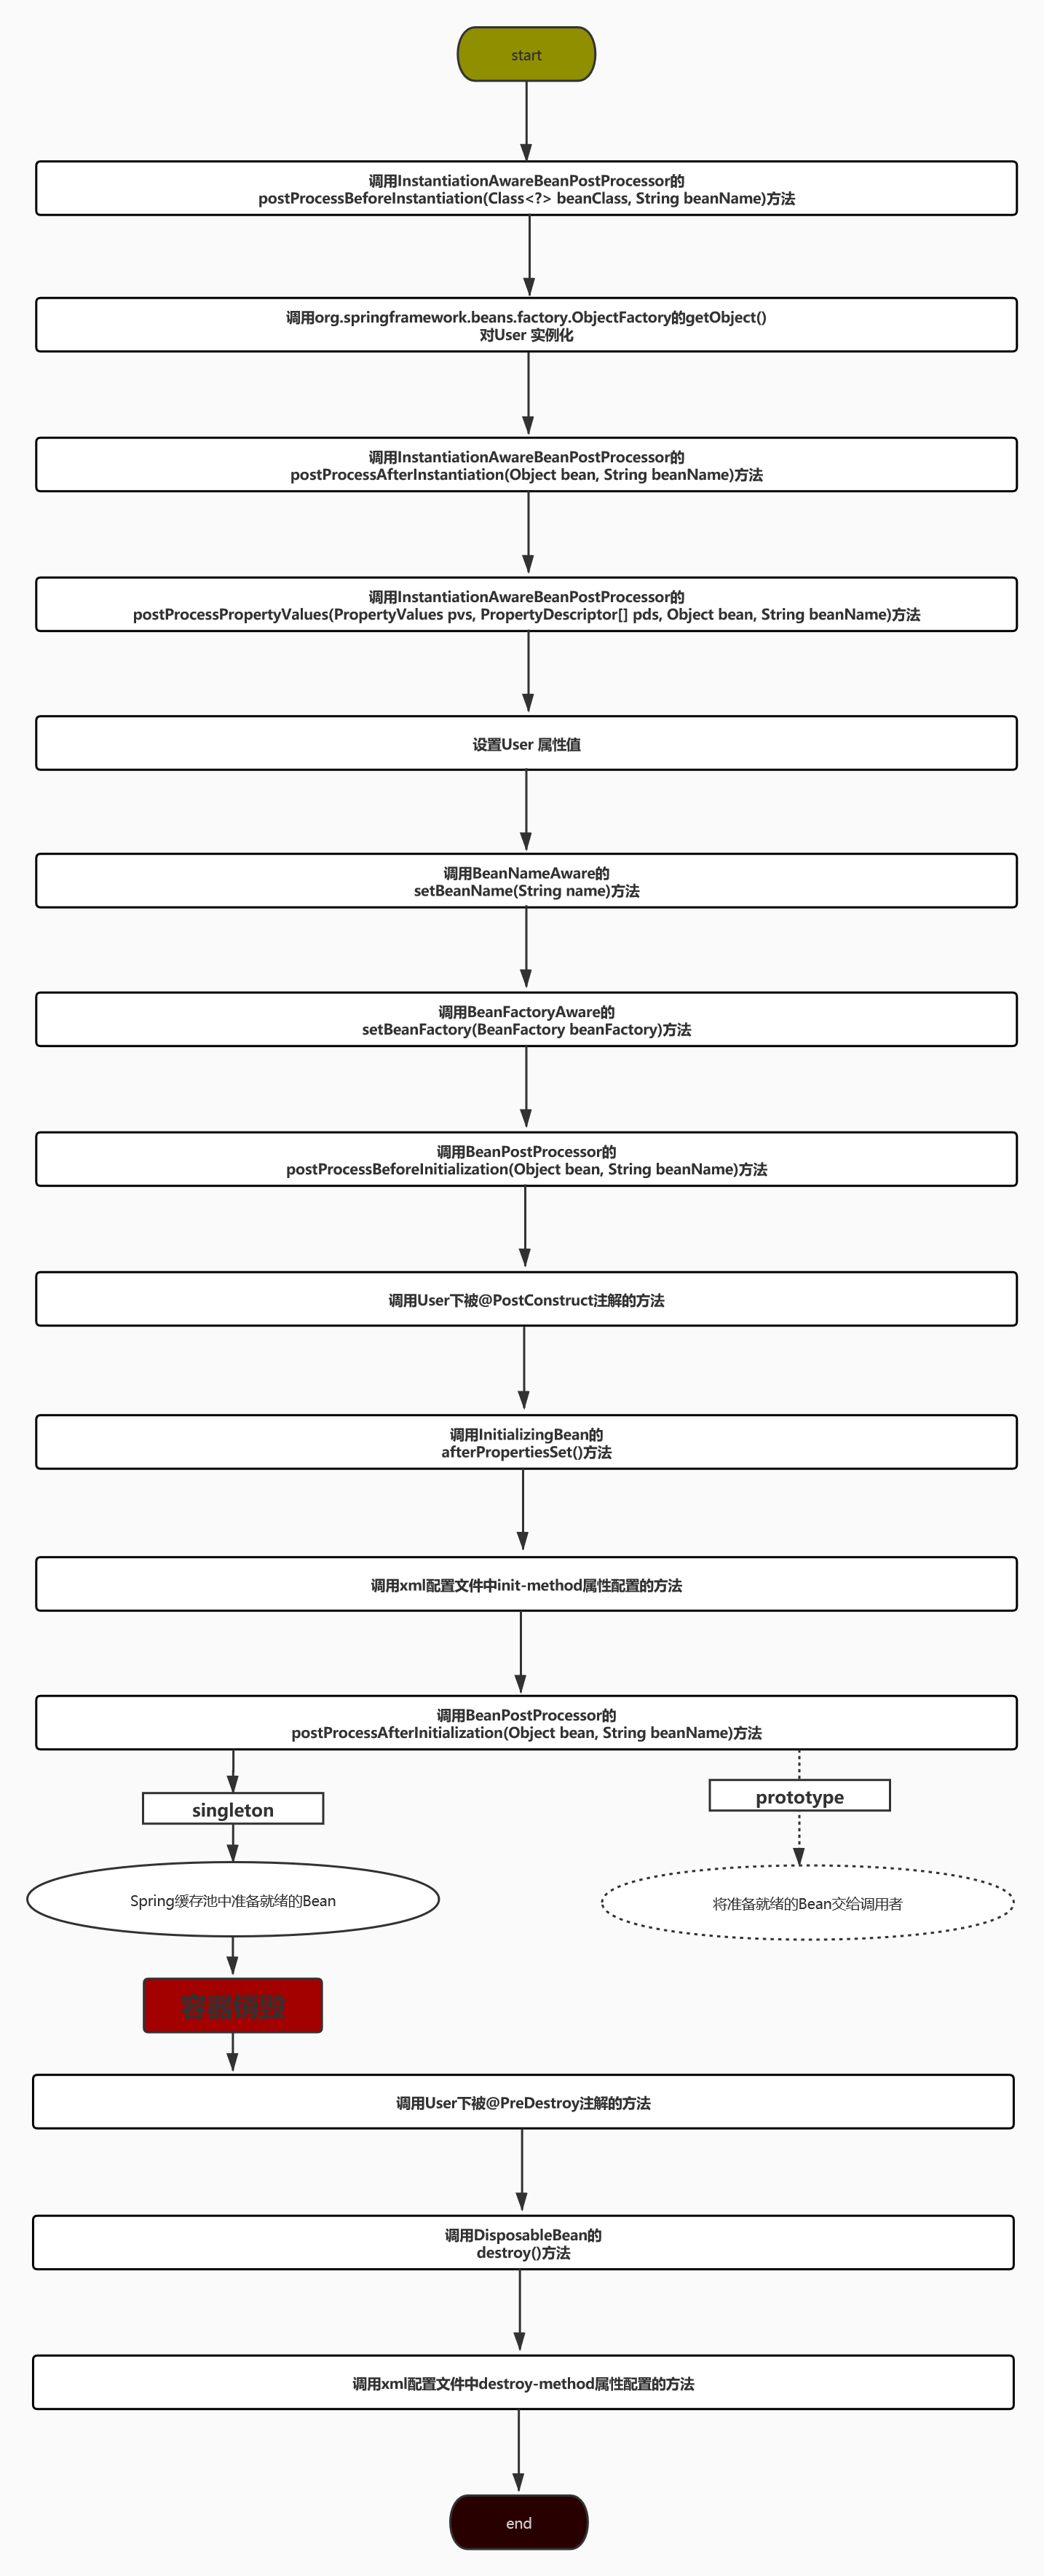 start
调用InstantiationAwareBeanPostProcessor的
postProcessBeforeInstantiation(Class<?> beanClass, String beanName)方法
调用org.springframework.beans.factory.ObjectFactory的getObject()
对User 实例化
调用InstantiationAwareBeanPostProcessor的
postProcessAfterInstantiation(Object bean, String beanName)方法
调用InstantiationAwareBeanPostProcessor的
postProcessPropertyValues(PropertyValues pvs, PropertyDescriptor[] pds, Object bean, String beanName)方法
设置User 属性值
调用BeanNameAware的
setBeanName(String name)方法
调用BeanFactoryAware的
setBeanFactory(BeanFactory beanFactory)方法
调用BeanPostProcessor的
postProcessBeforeInitialization(Object bean, String beanName)方法
调用User下被@PostConstruct注解的方法
调用InitializingBean的
afterPropertiesSet()方法
调用xml配置文件中init-method属性配置的方法
调用BeanPostProcessor的
postProcessAfterInitialization(Object bean, String beanName)方法
singleton
prototype
Spring缓存池中准备就绪的Bean
将准备就绪的Bean交给调用者
容器销毁
调用User下被@PreDestroy注解的方法
调用DisposableBean的
destroy()方法
调用xml配置文件中destroy-method属性配置的方法
end